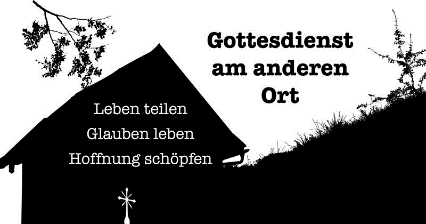 Gottesdienst
am anderen
Ort
Leben teilen
Glauben leben
Hoffnung schöpfen